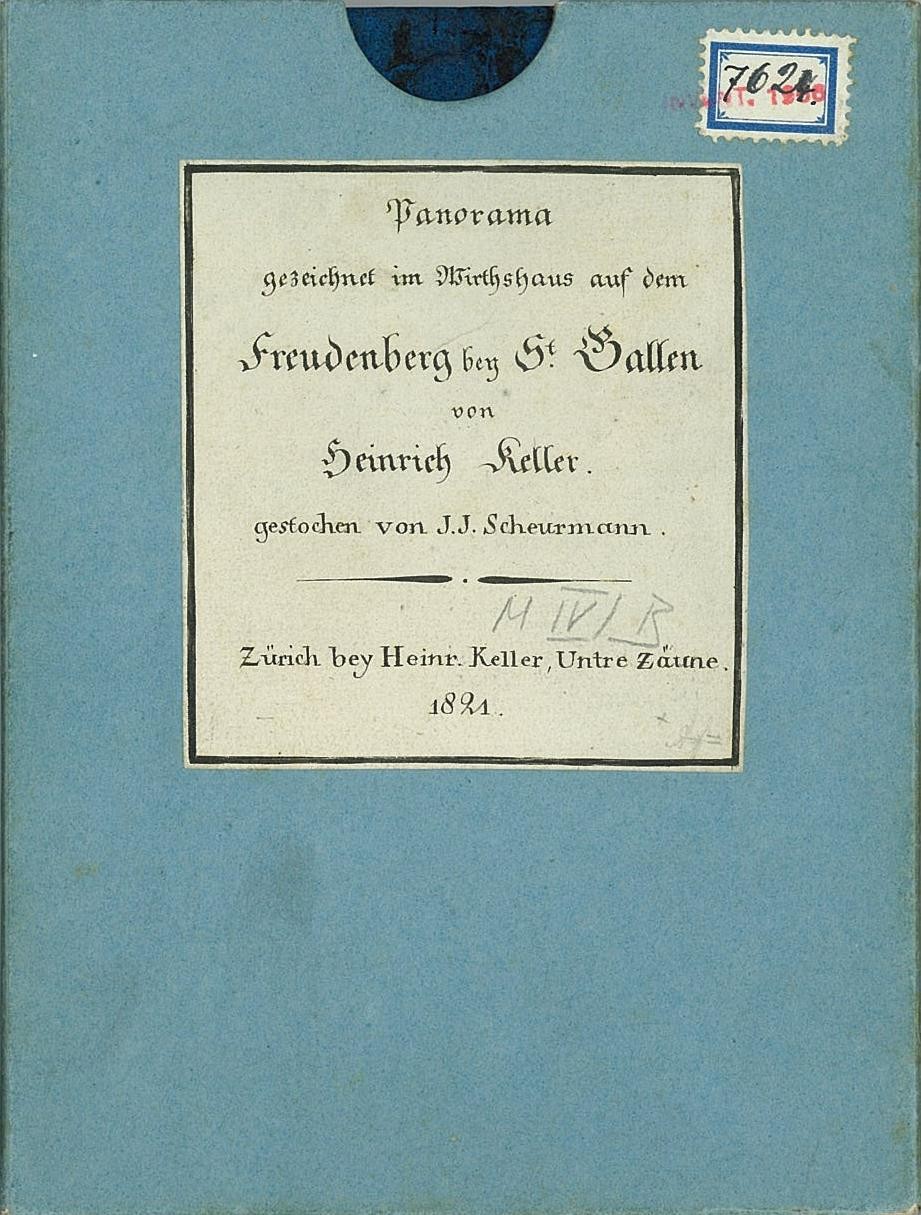 Panorama
gezeichnet im Wirthshaus auf dem
Freudenberg bey St. Gallen
von
Heinrich Keller.
gestochen von J.J. Scheurmann.
M IV / B
Zürich bey Heinr. Keller, Untre Zäune.
1821.